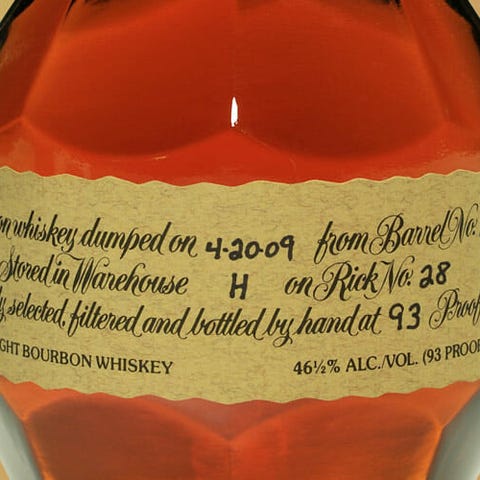 on whiskey dumped on 4-20-09 from Barrel No.
Stored in Warehouse H on Rick No. 28
ly selected, filtered and bottled by hand at 93 Proof
GHT BOURBON WHISKEY 46½% ALC./VOL. (93 PROOF